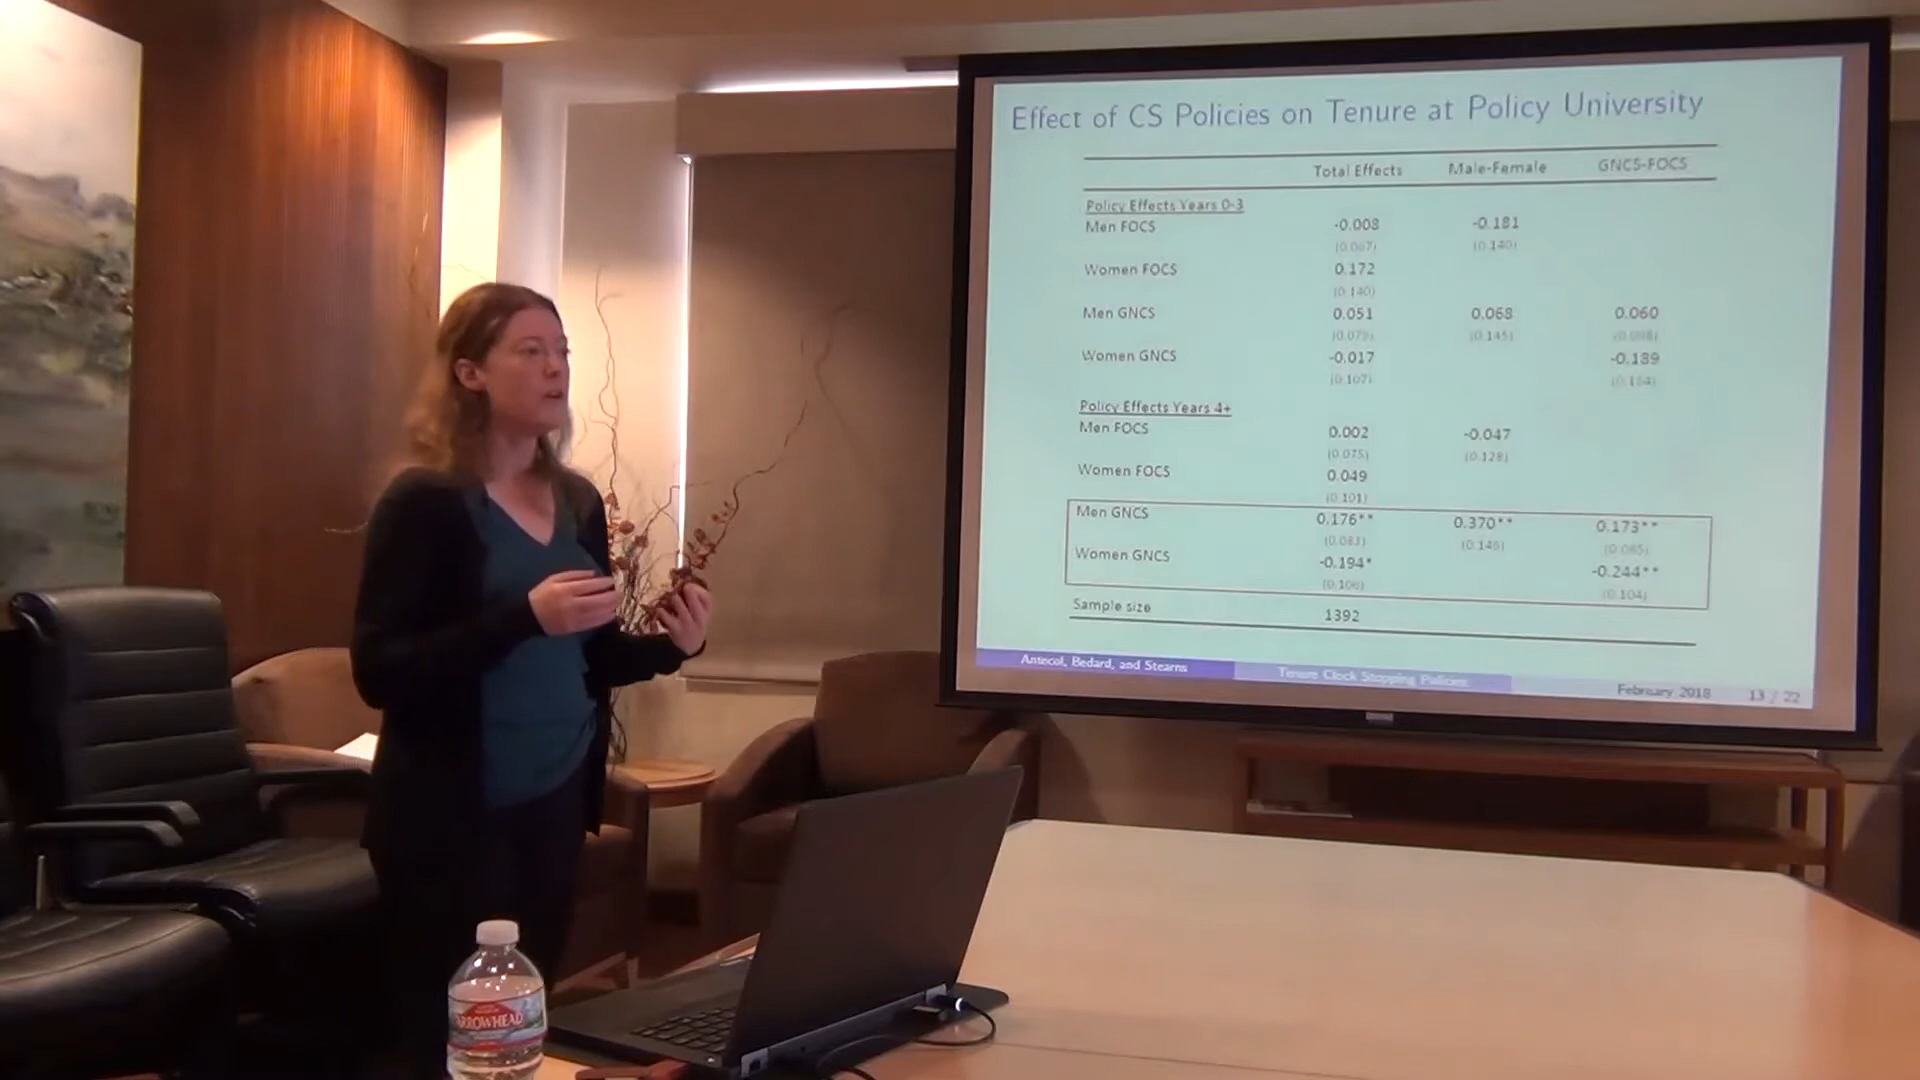 Effect of CS Policies on Tenure at Policy University
Total Effects Male-Female GNCS-FOCS
Policy Effects Years 0-3
Men FOCS -0.008 -0.181
(0.067) (0.140)
Women FOCS 0.172
(0.140)
Men GNCS 0.051 0.068 0.060
(0.079) (0.145)
Women GNCS -0.017 -0.189
(0.107) (0.164)
Policy Effects Years 4+
Men FOCS 0.002 -0.047
(0.075) (0.128)
Women FOCS 0.049
(0.101)
Men GNCS 0.176** 0.370** 0.173**
(0.083) (0.146)
Women GNCS -0.194* -0.244**
(0.106) (0.104)
Sample size 1392
Antecol, Bedard, and Stearns Tenure Clock Stopping Policies February 2018 13 / 22
ARROWHEAD